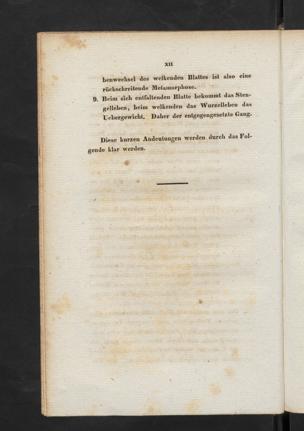 XII
benwechsel des welkenden Blattes ist also eine
rückschreitende Metamorphose.
9. Beim sich entfaltenden Blatte bekommt das Sten-
gelleben, beim welkenden das Wurzelleben das
Uebergewicht. Daher der entgegengesetzte Gang.
Diese kurzen Andeutungen werden durch das Fol-
gende klar werden.